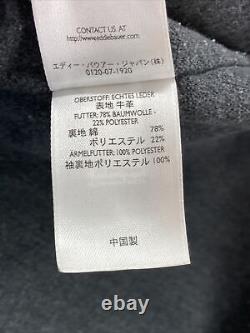 CONTACT US AT
http://www.eddiebauer.com
エディー・バウアー・ジャパン(株)
0120-07-1920
OBERSTOFF: ECHTES LEDER
表地 牛革
FUTTER: 78% BAUMWOLLE
22% POLYESTER
裏地 綿 78%
ポリエステル 22%
ÄRMELFUTTER: 100% POLYESTER
袖裏地 ポリエステル 100%
中国製